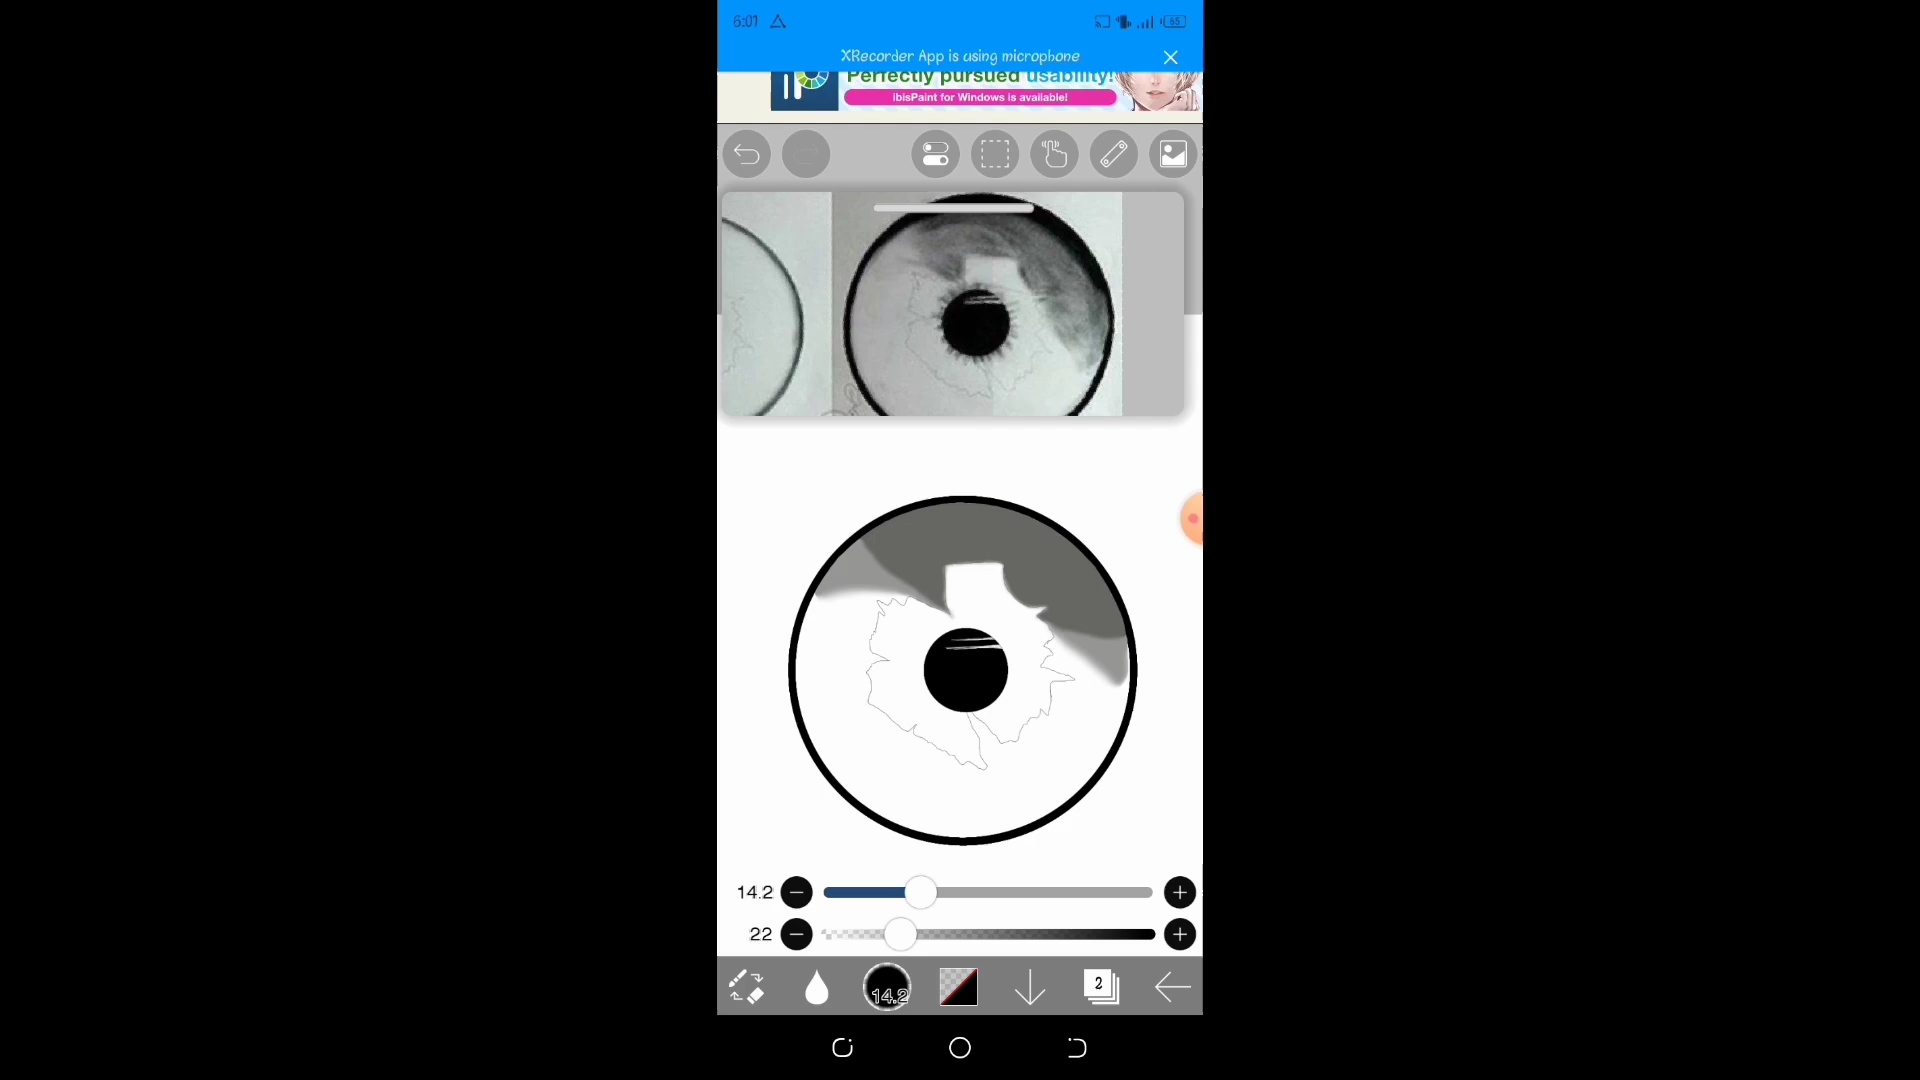 6:01
65
XRecorder App is using microphone
Perfectly pursued usability!
ibisPaint for Windows is available!
14.2
22
14.2
2